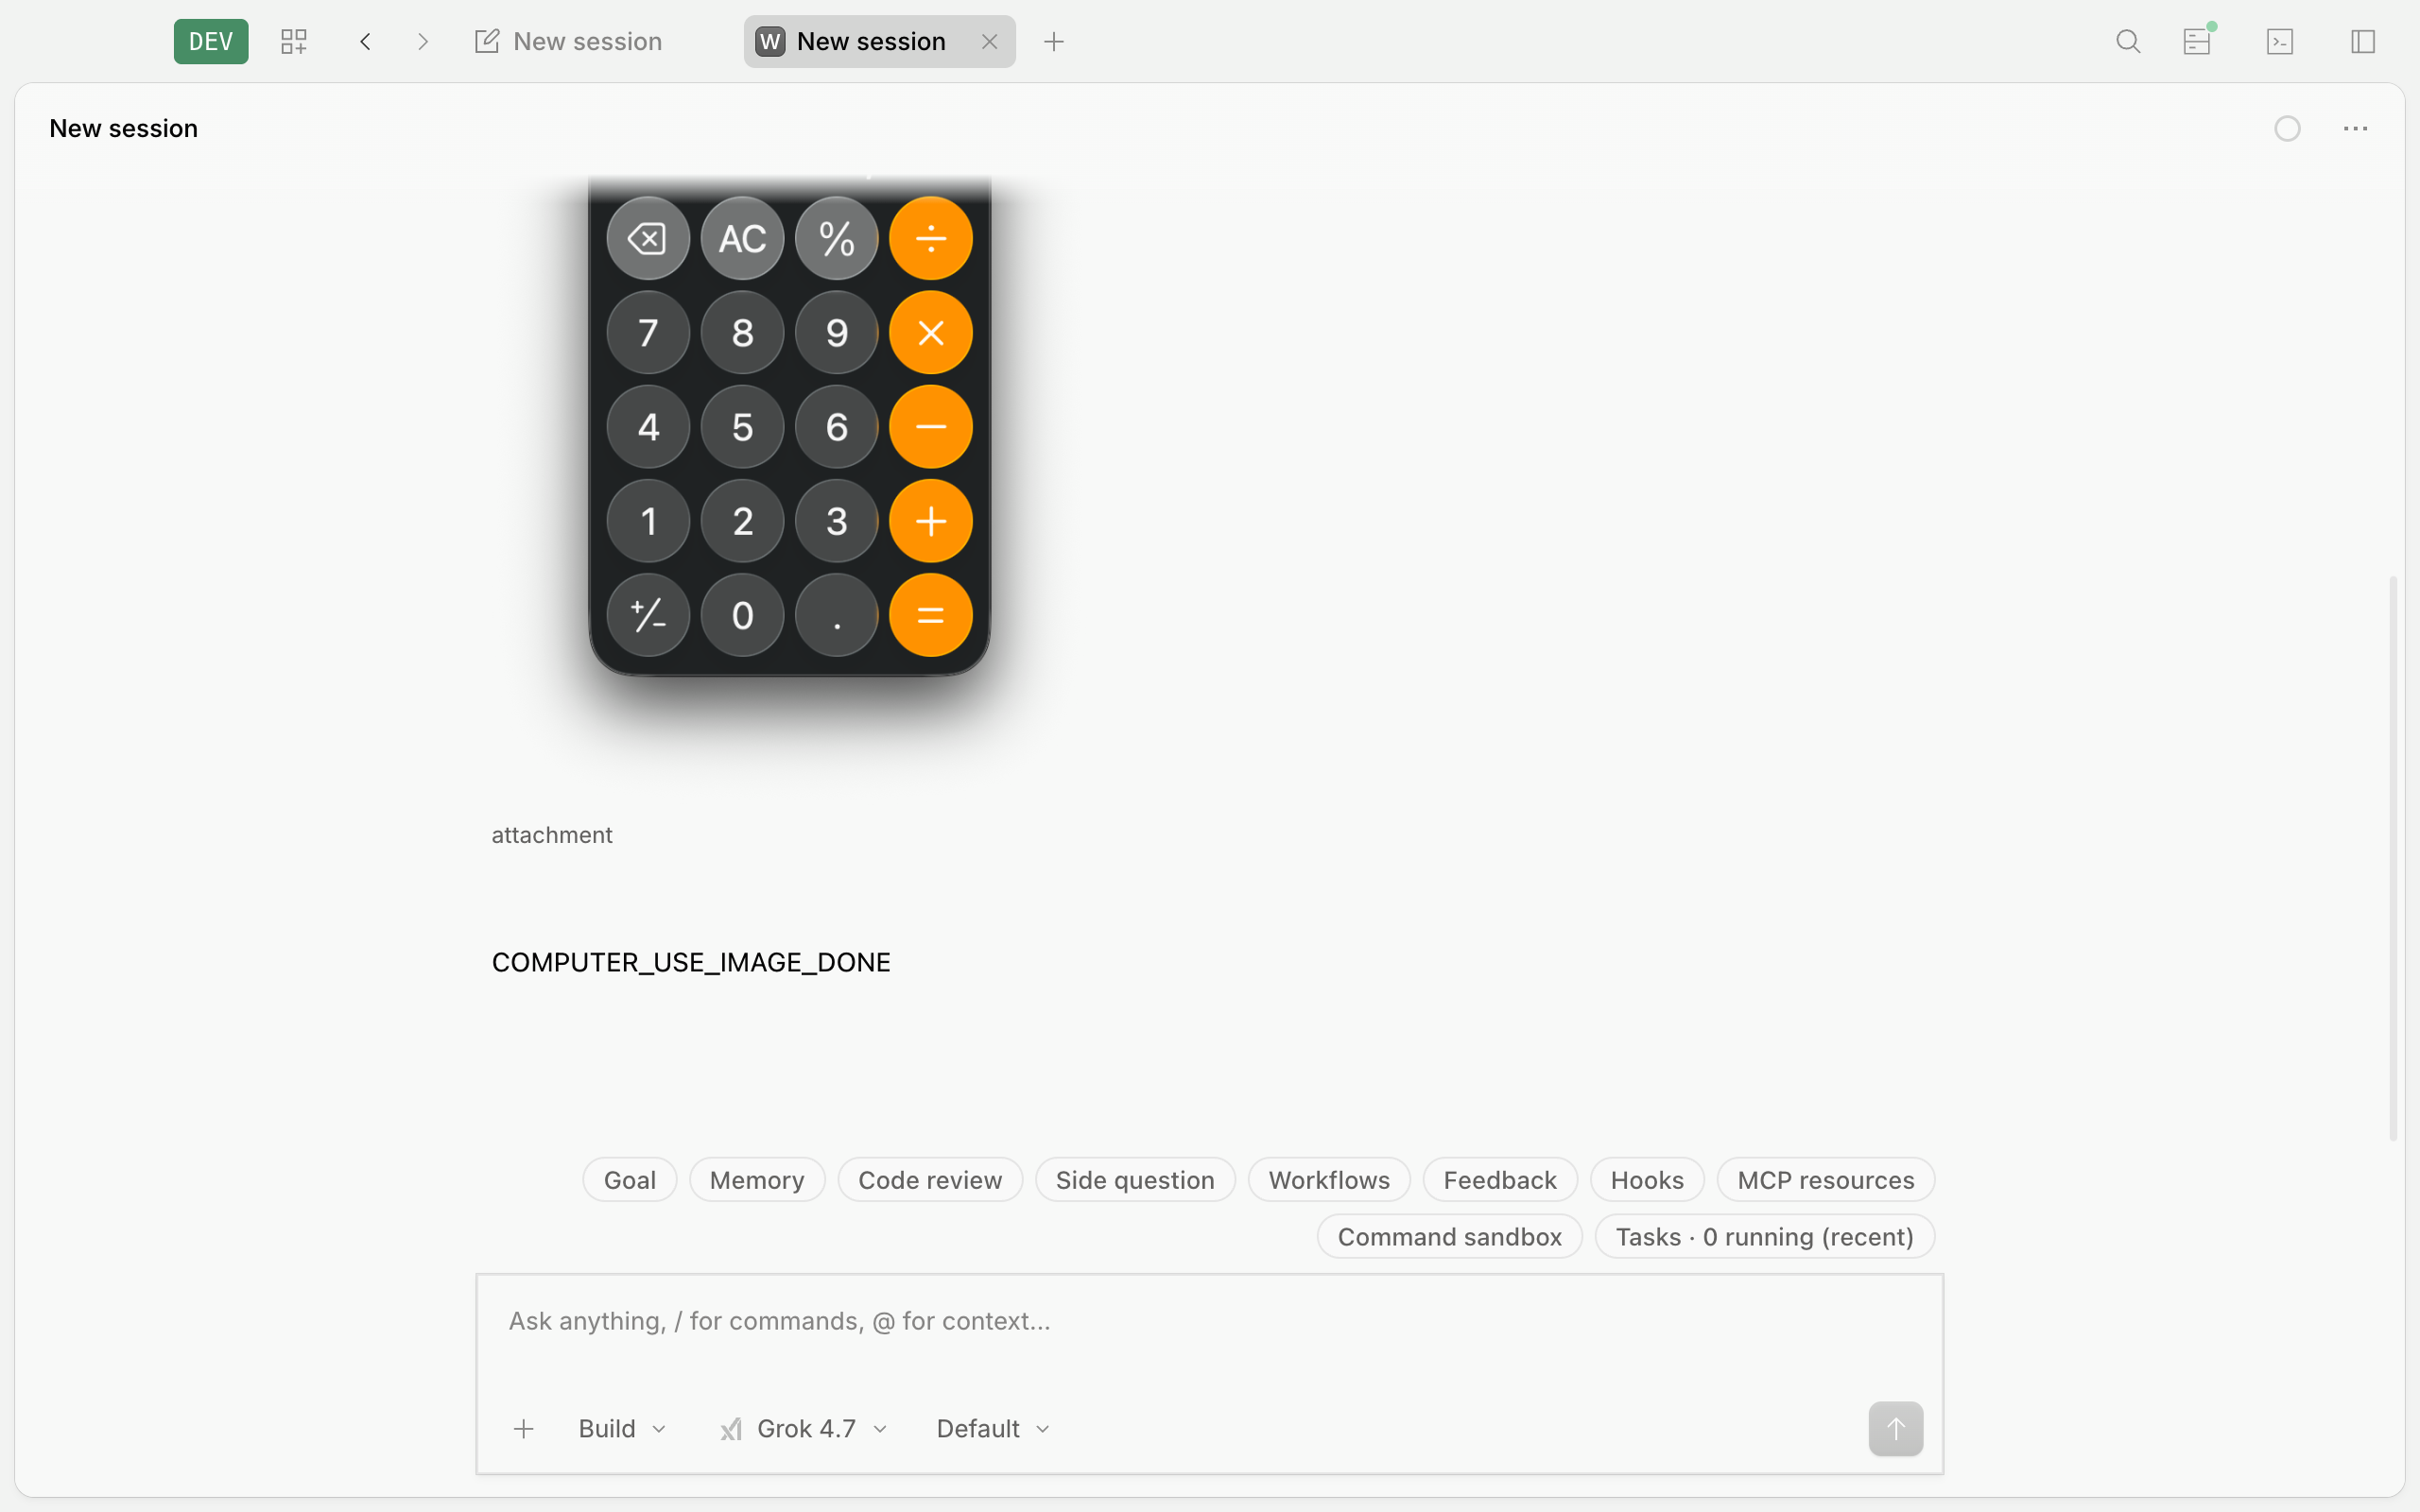 DEV
New session
W New session
New session
AC % ÷
7 8 9 ×
4 5 6 −
1 2 3 +
+/− 0 . =
attachment
COMPUTER_USE_IMAGE_DONE
Goal Memory Code review Side question Workflows Feedback Hooks MCP resources
Command sandbox Tasks · 0 running (recent)
Ask anything, / for commands, @ for context...
Build Grok 4.7 Default